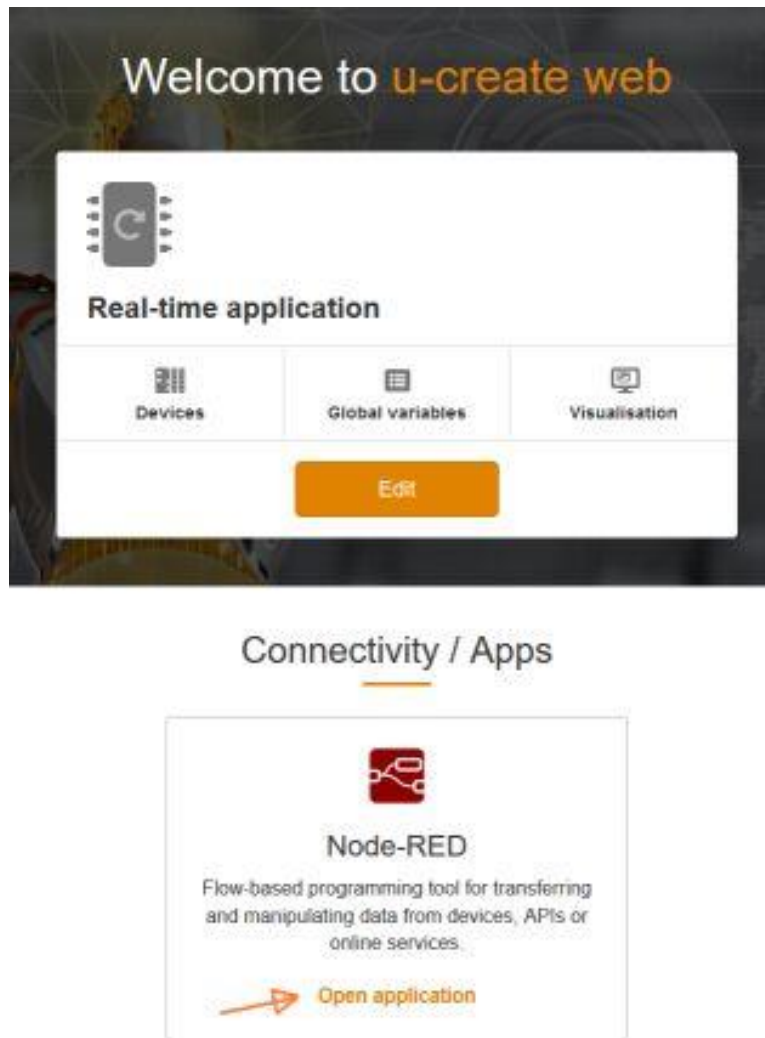 Welcome to u-create web
Real-time application
Devices
Global variables
Visualisation
Edit
Connectivity / Apps
Node-RED
Flow-based programming tool for transferring
and manipulating data from devices, APIs or
online services.
Open application